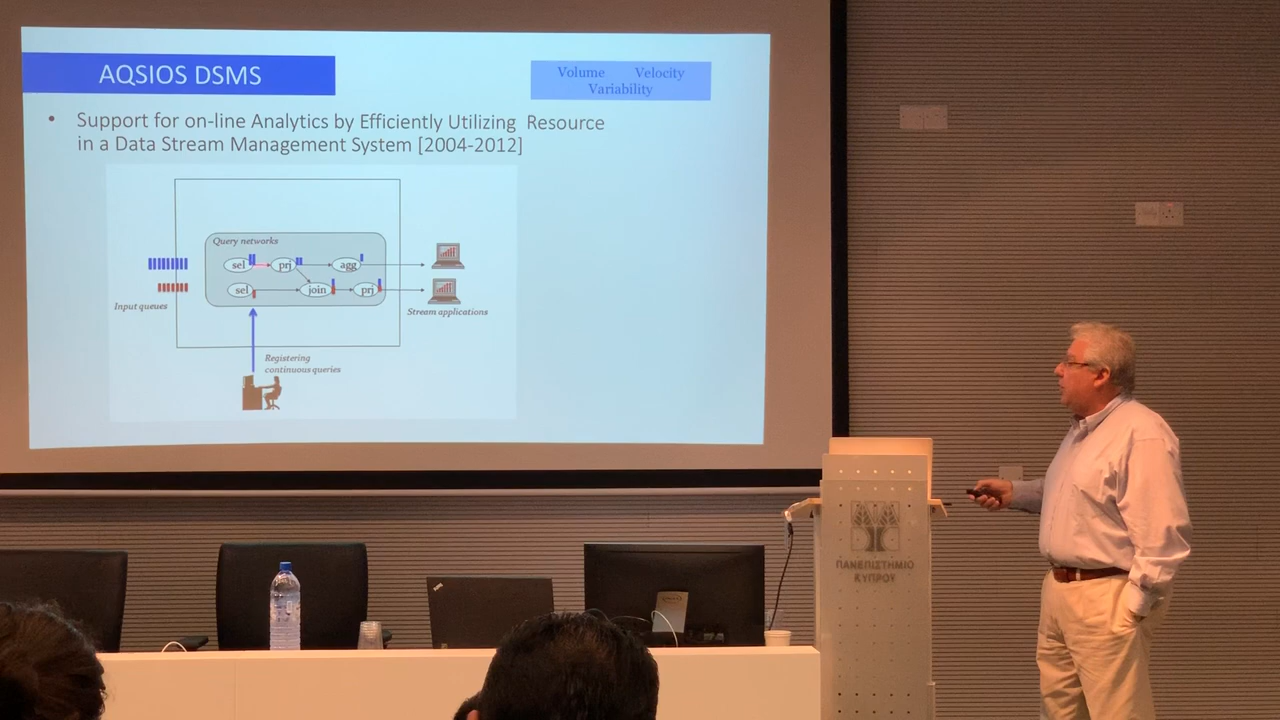 AQSIOS DSMS
Volume Velocity
Variability
• Support for on-line Analytics by Efficiently Utilizing Resource
in a Data Stream Management System [2004-2012]
Query networks
sel prj agg
sel join prj
Input queues
Stream applications
Registering
continuous queries
ΠΑΝΕΠΙΣΤΗΜΙΟ
ΚΥΠΡΟΥ